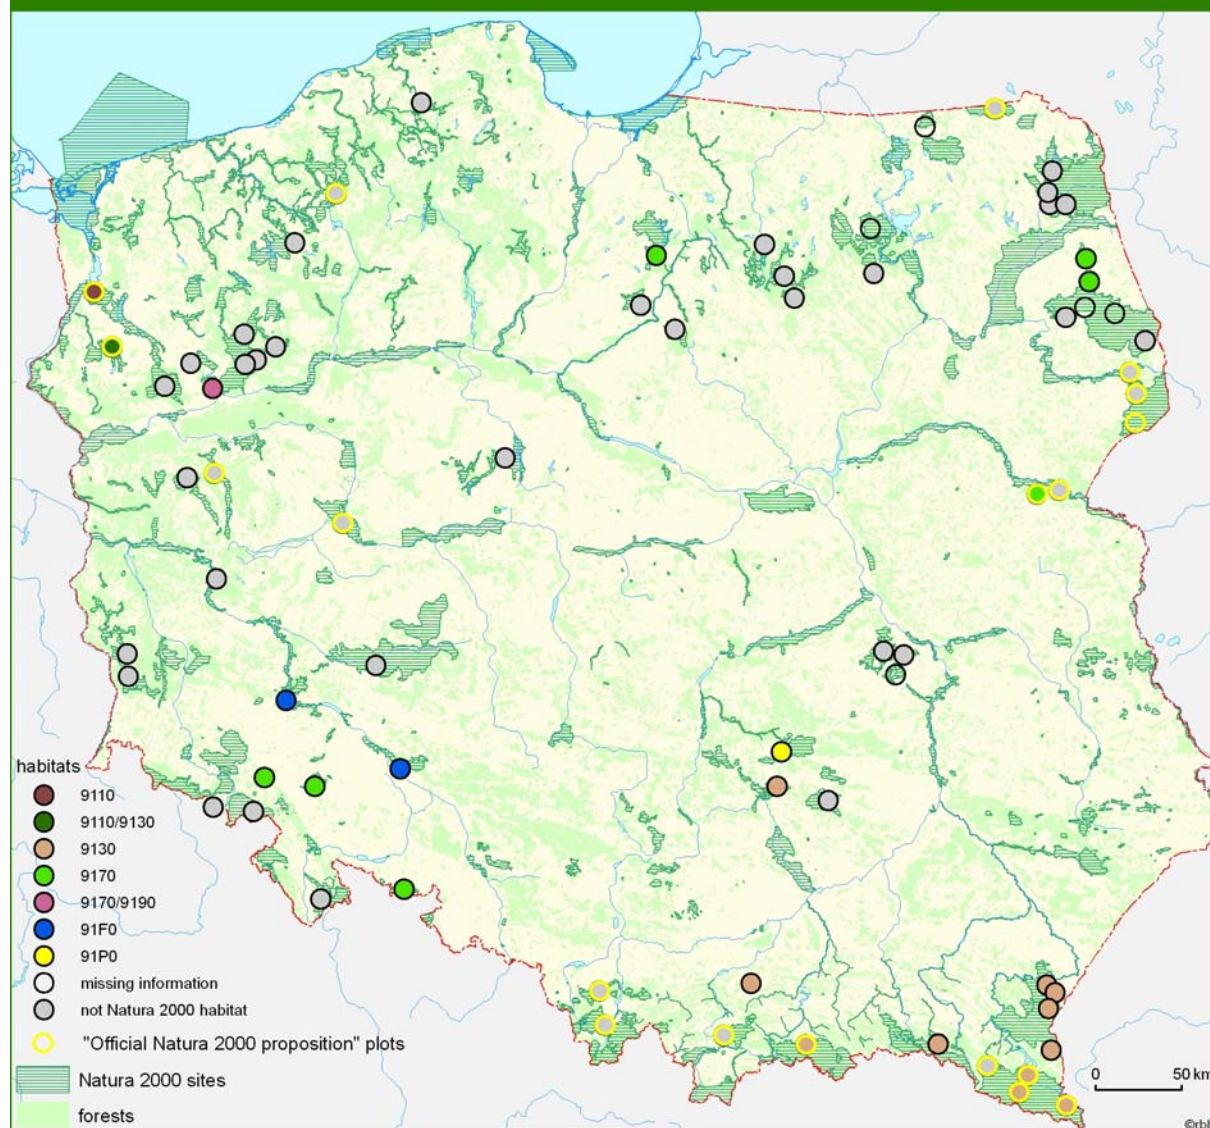 habitats
9110
9110/9130
9130
9170
9170/9190
91F0
91P0
missing information
not Natura 2000 habitat
"Official Natura 2000 proposition" plots
Natura 2000 sites
forests
0 50 km